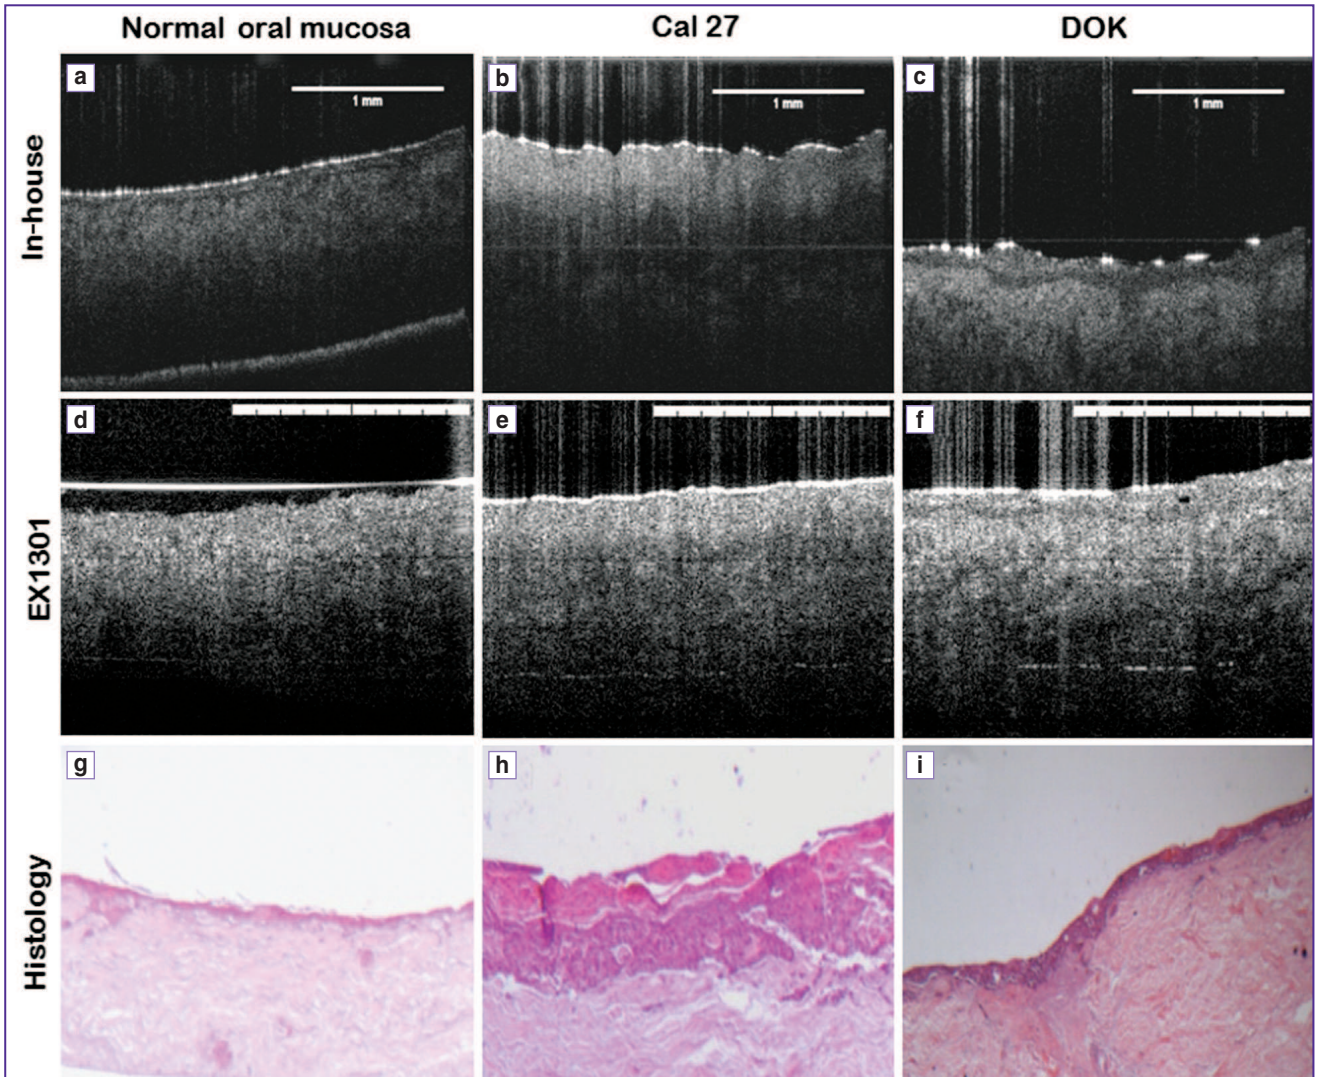 Normal oral mucosa
Cal 27
DOK
In-house
a
1 mm
b
1 mm
c
1 mm
EX1301
d
e
f
Histology
g
h
i